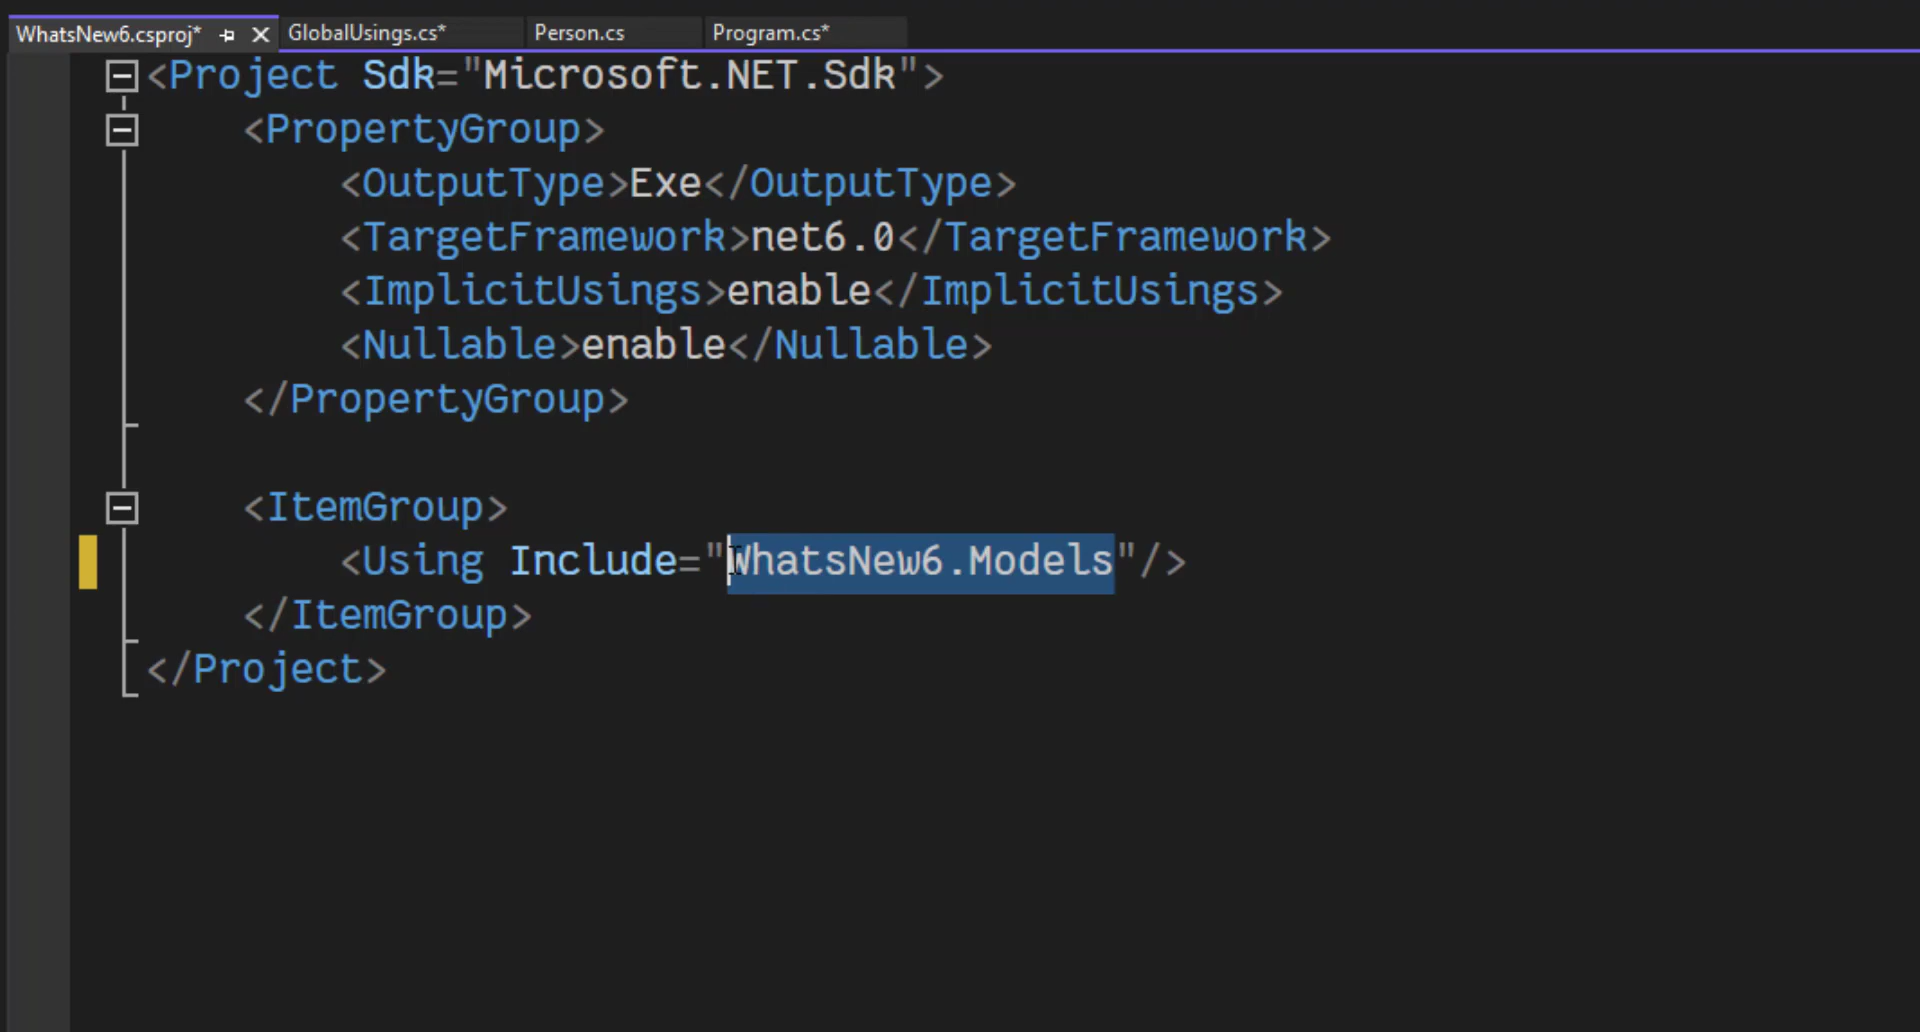 WhatsNew6.csproj* GlobalUsings.cs* Person.cs Program.cs*
<Project Sdk="Microsoft.NET.Sdk">
<PropertyGroup>
<OutputType>Exe</OutputType>
<TargetFramework>net6.0</TargetFramework>
<ImplicitUsings>enable</ImplicitUsings>
<Nullable>enable</Nullable>
</PropertyGroup>
<ItemGroup>
<Using Include="WhatsNew6.Models"/>
</ItemGroup>
</Project>